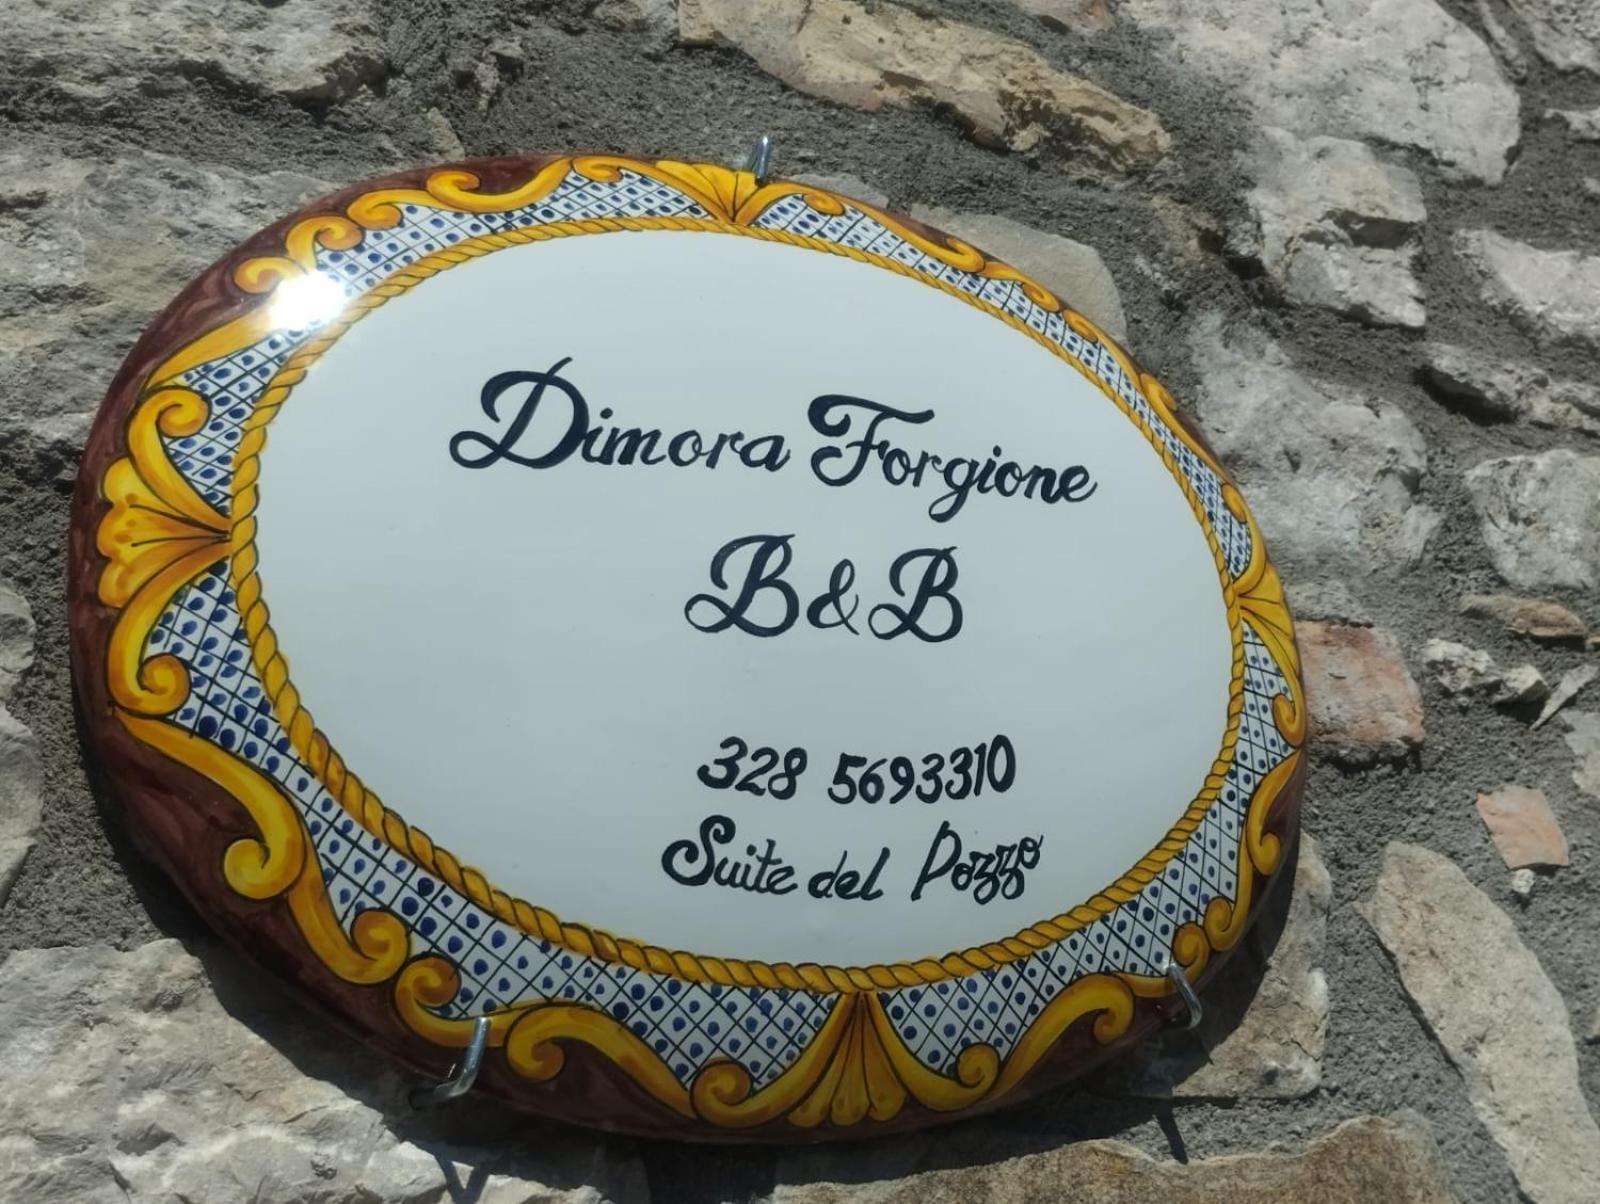 Dimora Forgione
B&B
328 5693310
Suite del Pozzo